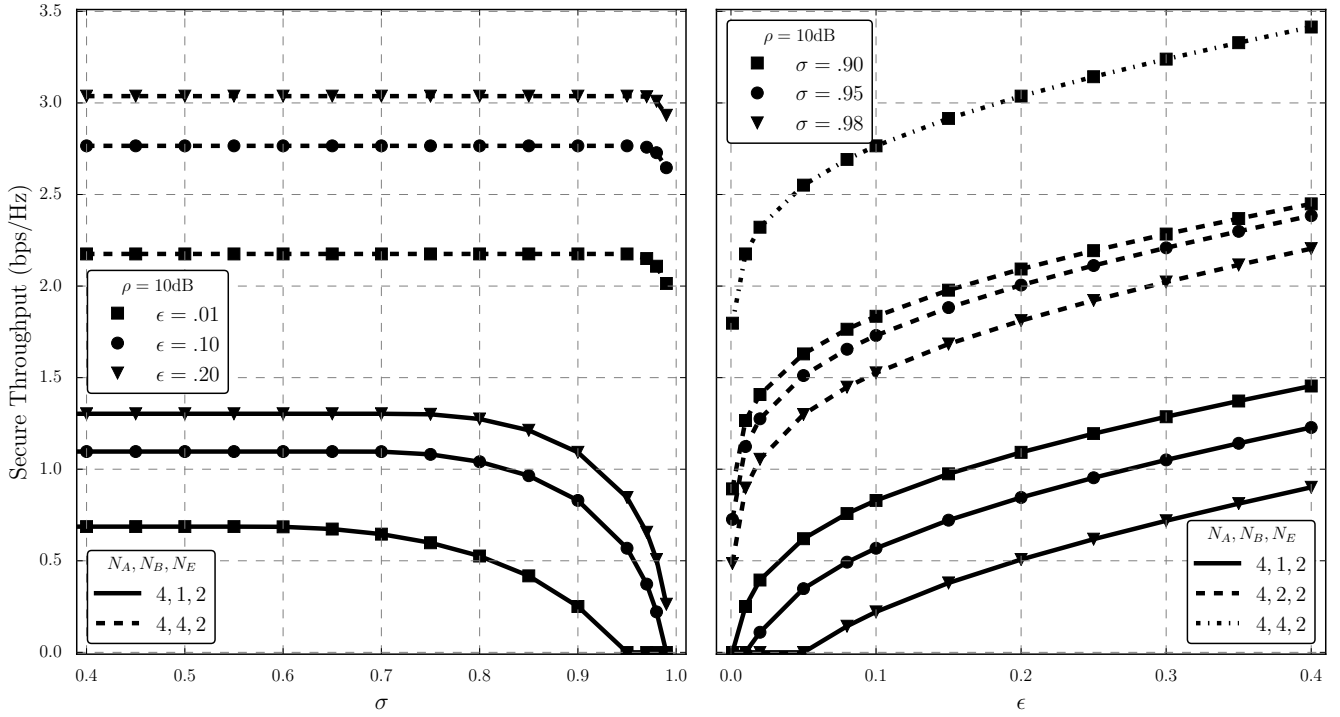 Secure Throughput (bps/Hz)
3.5
3.0
2.5
2.0
1.5
1.0
0.5
0.0
ρ = 10dB
ϵ = .01
ϵ = .10
ϵ = .20
N_A, N_B, N_E
4, 1, 2
4, 4, 2
0.4 0.5 0.6 0.7 0.8 0.9 1.0
σ
ρ = 10dB
σ = .90
σ = .95
σ = .98
N_A, N_B, N_E
4, 1, 2
4, 2, 2
4, 4, 2
0.0 0.1 0.2 0.3 0.4
ϵ